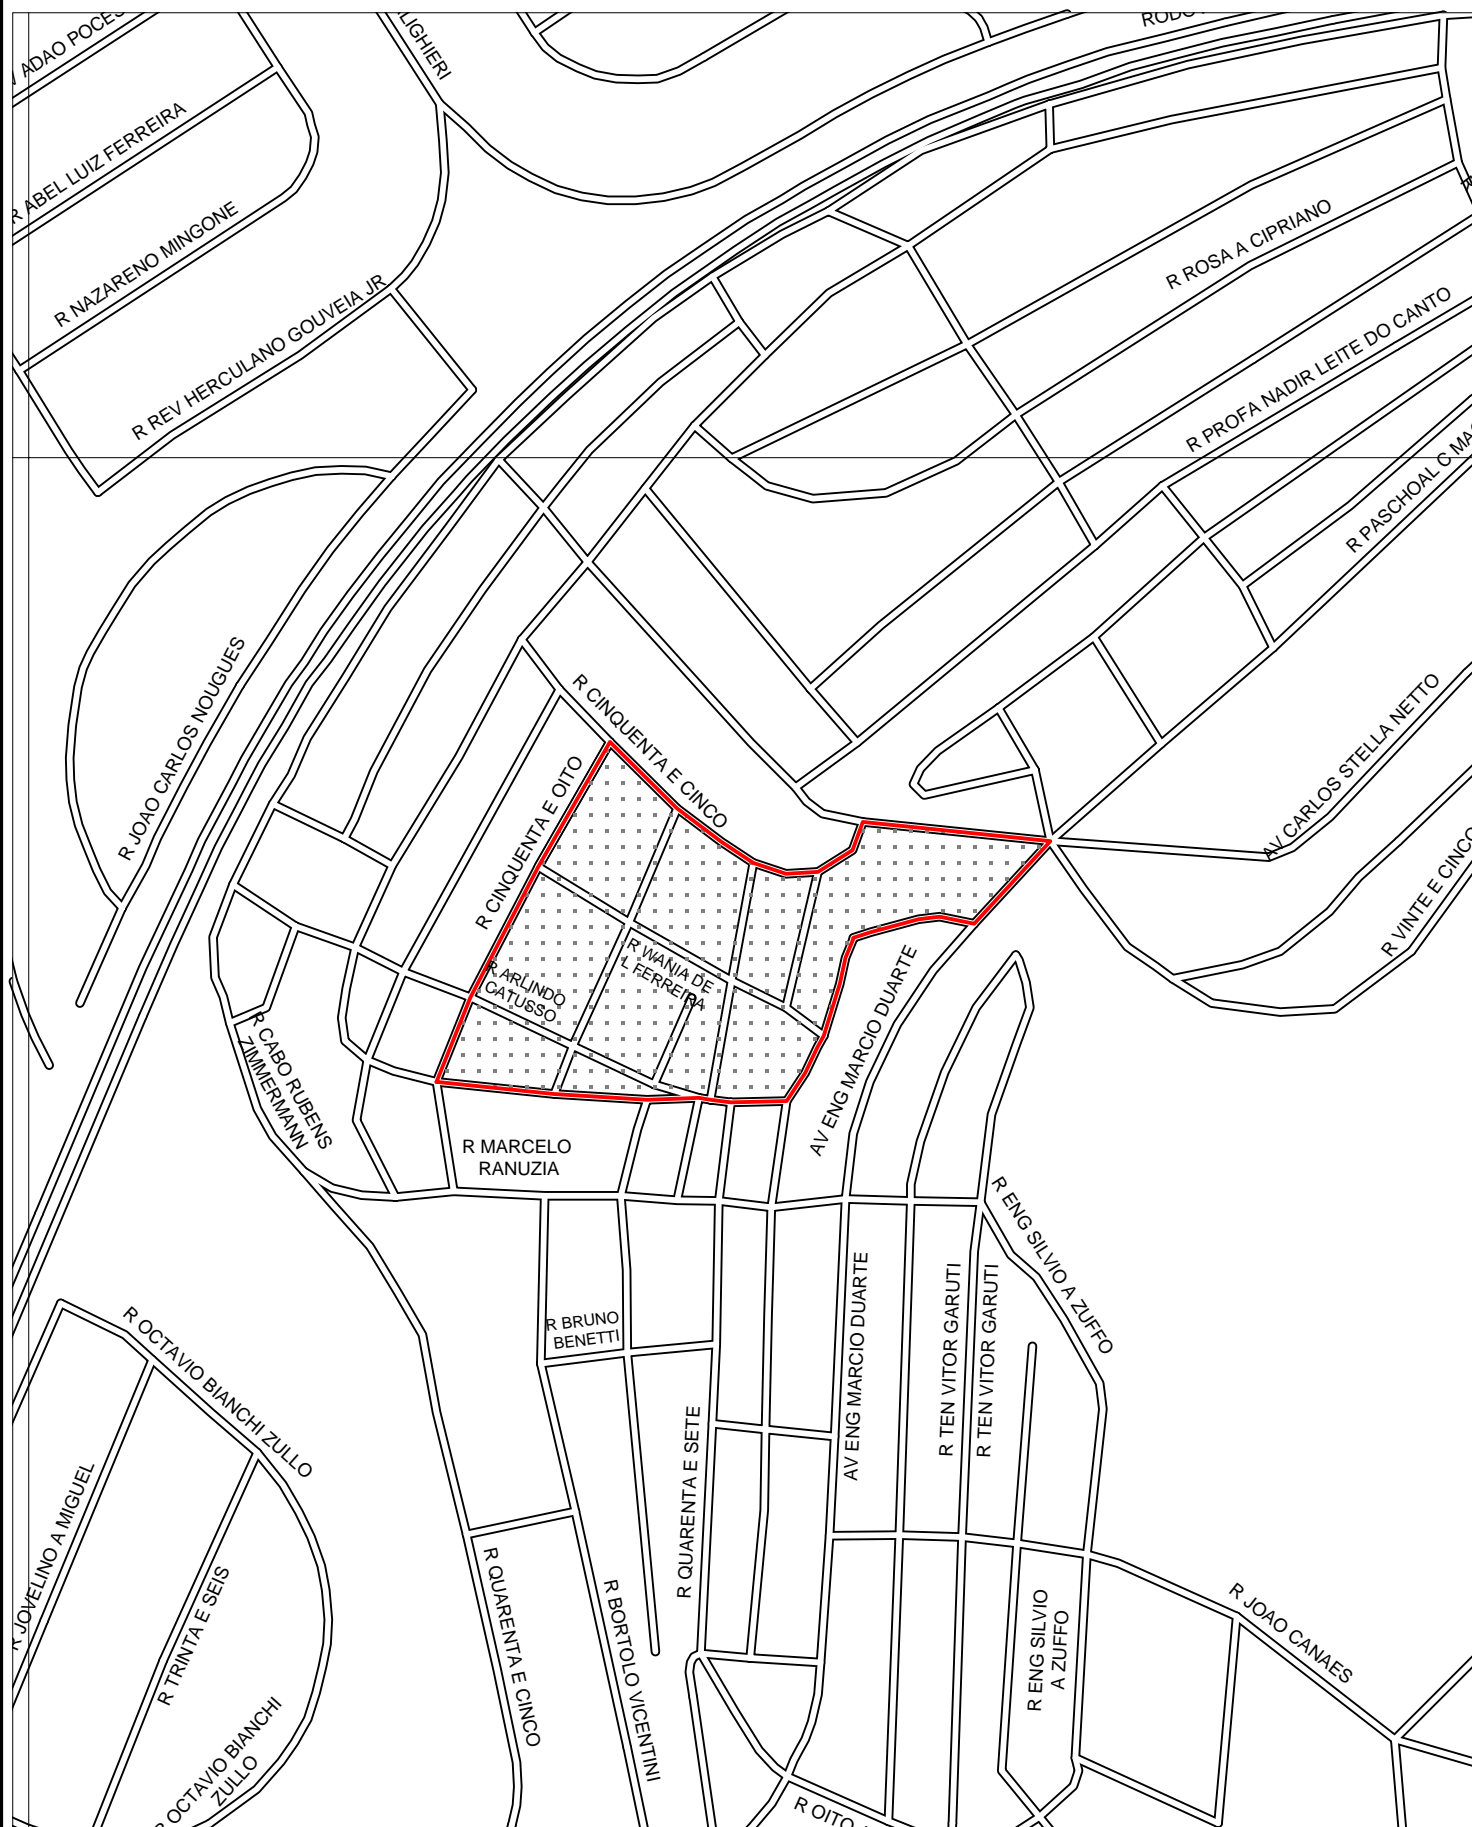 ADAO
LIGHIERI
R ABEL LUIZ FERREIRA
R NAZARENO MINGONE
R REV HERCULANO GOUVEIA JR
R ROSA A CIPRIANO
R PROFA NADIR LEITE DO CANTO
R PASCHOAL C
R JOAO CARLOS NOUGUES
R CINQUENTA E CINCO
R CINQUENTA E OITO
AV CARLOS STELLA NETTO
R VINTE E CINCO
R WANIA DE
L FERREIRA
R ARLINDO
CATUSSO
AV ENG MARCIO DUARTE
R CABO RUBENS
ZIMMERMANN
R MARCELO
RANUZIA
R ENG SILVIO A ZUFFO
R BRUNO
BENETTI
AV ENG MARCIO DUARTE
R TEN VITOR GARUTI
R TEN VITOR GARUTI
R OCTAVIO BIANCHI ZULLO
R QUARENTA E SETE
R JOVELINO A MIGUEL
R TRINTA E SEIS
R QUARENTA E CINCO
R BORTOLO VICENTINI
R ENG SILVIO
A ZUFFO
R JOAO CANAES
R OCTAVIO BIANCHI
ZULLO
R OITO